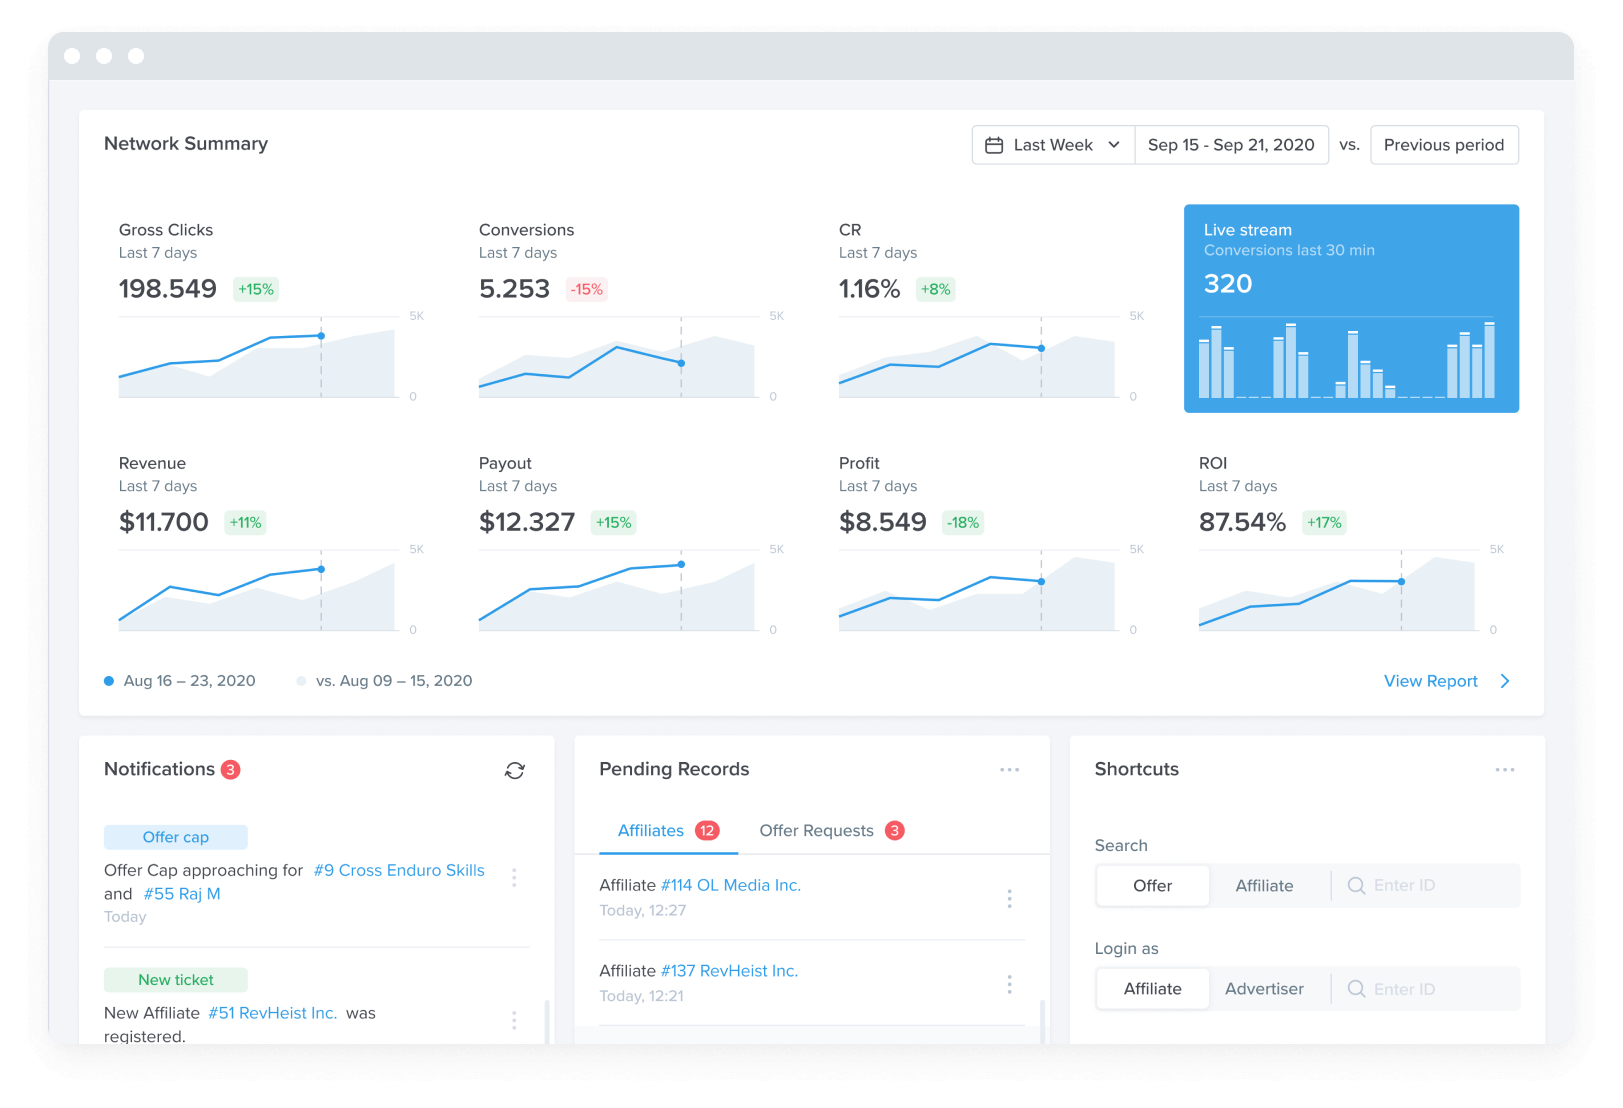 Network Summary
Last Week
Sep 15 - Sep 21, 2020
vs.
Previous period
Gross Clicks
Last 7 days
198.549
+15%
5K
0
Conversions
Last 7 days
5.253
-15%
5K
0
CR
Last 7 days
1.16%
+8%
5K
0
Live stream
Conversions last 30 min
320
Revenue
Last 7 days
$11.700
+11%
5K
0
Payout
Last 7 days
$12.327
+15%
5K
0
Profit
Last 7 days
$8.549
-18%
5K
0
ROI
Last 7 days
87.54%
+17%
5K
0
Aug 16 – 23, 2020
vs. Aug 09 – 15, 2020
View Report
Notifications 3
Offer cap
Offer Cap approaching for #9 Cross Enduro Skills
and #55 Raj M
Today
New ticket
New Affiliate #51 RevHeist Inc. was
registered.
Pending Records
Affiliates 12
Offer Requests 3
Affiliate #114 OL Media Inc.
Today, 12:27
Affiliate #137 RevHeist Inc.
Today, 12:21
Shortcuts
Search
Offer
Affiliate
Enter ID
Login as
Affiliate
Advertiser
Enter ID